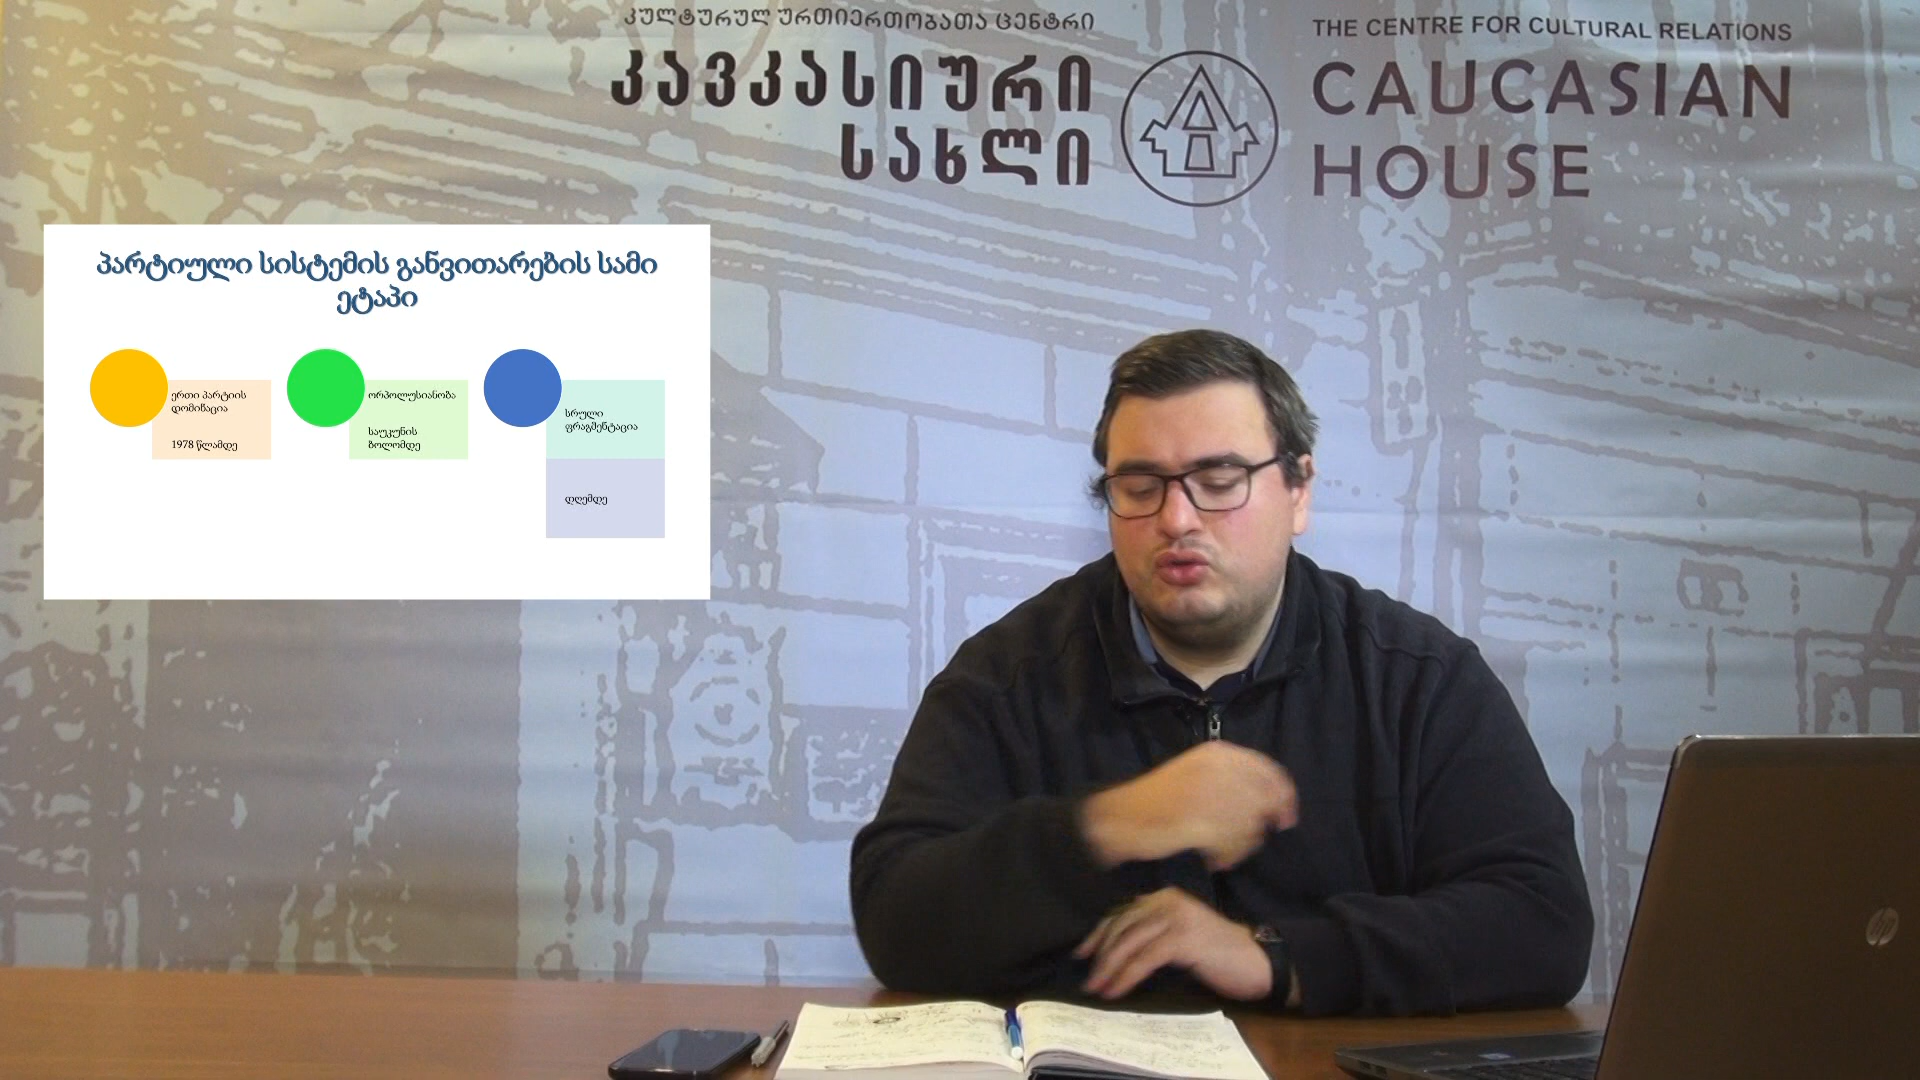 კულტურულ ურთიერთობათა ცენტრი
კავკასიური
სახლი
THE CENTRE FOR CULTURAL RELATIONS
CAUCASIAN
HOUSE
პარტიული სისტემის განვითარების სამი
ეტაპი
ერთი პარტიის
დომინაცია
1978 წლამდე
ორპოლუსიანობა
საუკუნის
ბოლომდე
სრული
ფრაგმენტაცია
დღემდე
hp